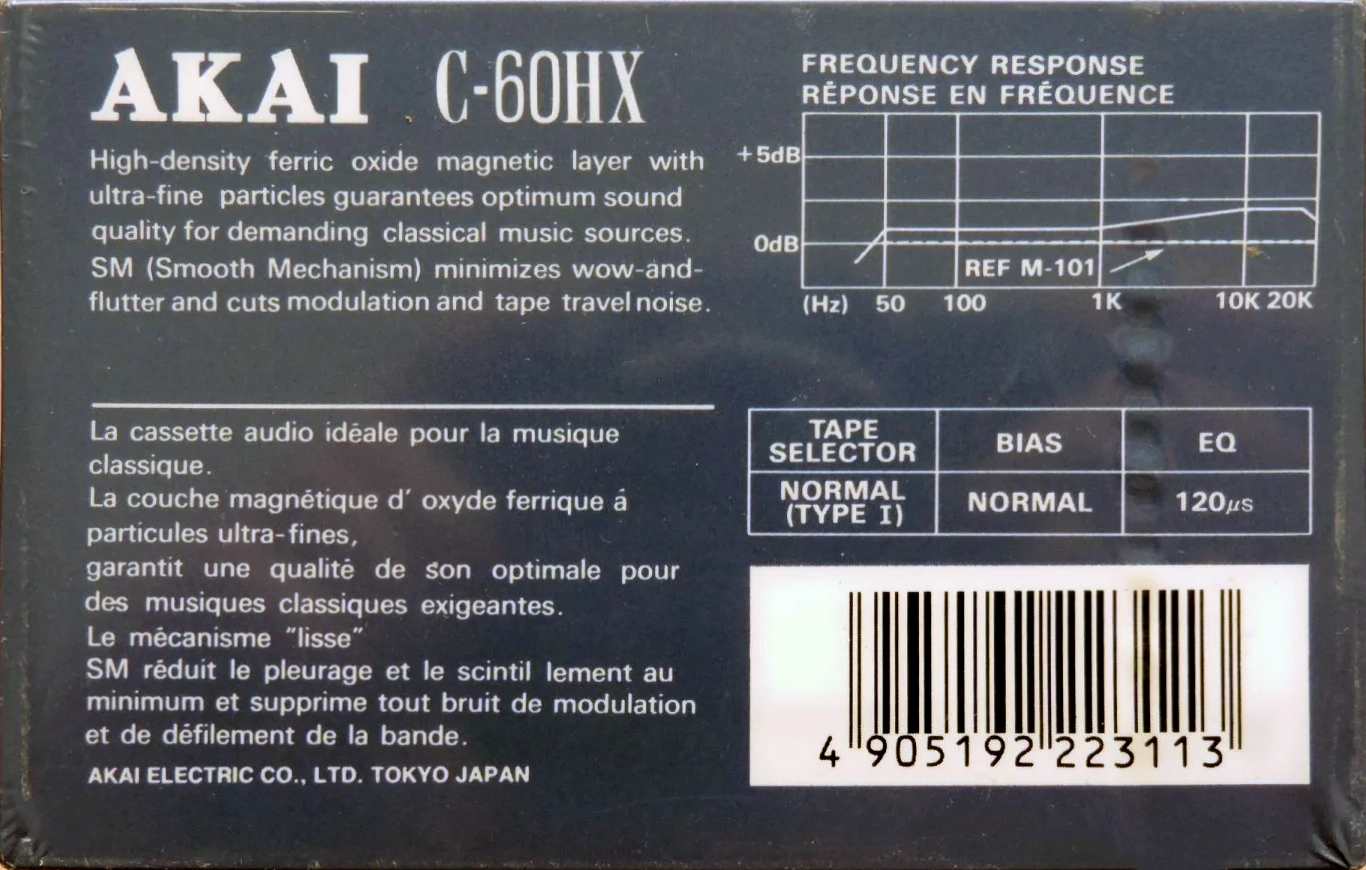 AKAI C-60HX
High-density ferric oxide magnetic layer with
ultra-fine particles guarantees optimum sound
quality for demanding classical music sources.
SM (Smooth Mechanism) minimizes wow-and-
flutter and cuts modulation and tape travel noise.
FREQUENCY RESPONSE
RÉPONSE EN FRÉQUENCE
+5dB
0dB
REF M-101
(Hz) 50 100 1K 10K 20K
La cassette audio idéale pour la musique
classique.
La couche magnétique d' oxyde ferrique á
particules ultra-fines,
garantit une qualité de son optimale pour
des musiques classiques exigeantes.
Le mécanisme "lisse"
SM réduit le pleurage et le scintil lement au
minimum et supprime tout bruit de modulation
et de défilement de la bande.
AKAI ELECTRIC CO., LTD. TOKYO JAPAN
TAPE SELECTOR BIAS EQ
NORMAL (TYPE I) NORMAL 120μs
4 905192 223113